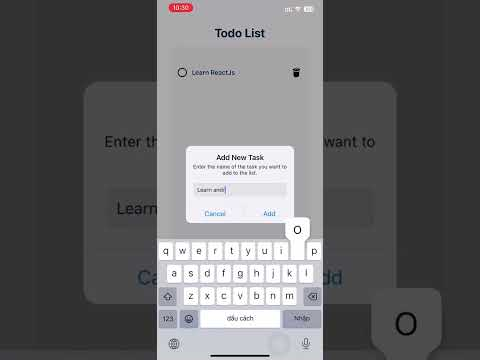 10:30
Todo List
Learn ReactJs
Add New Task
Enter the name of the task you want to
add to the list.
Learn andr
Cancel Add
O
q w e r t y u i p
a s d f g h j k l
z x c v b n m
123 dấu cách Nhập
Enter the
want to
Learn
Ca
dd
O